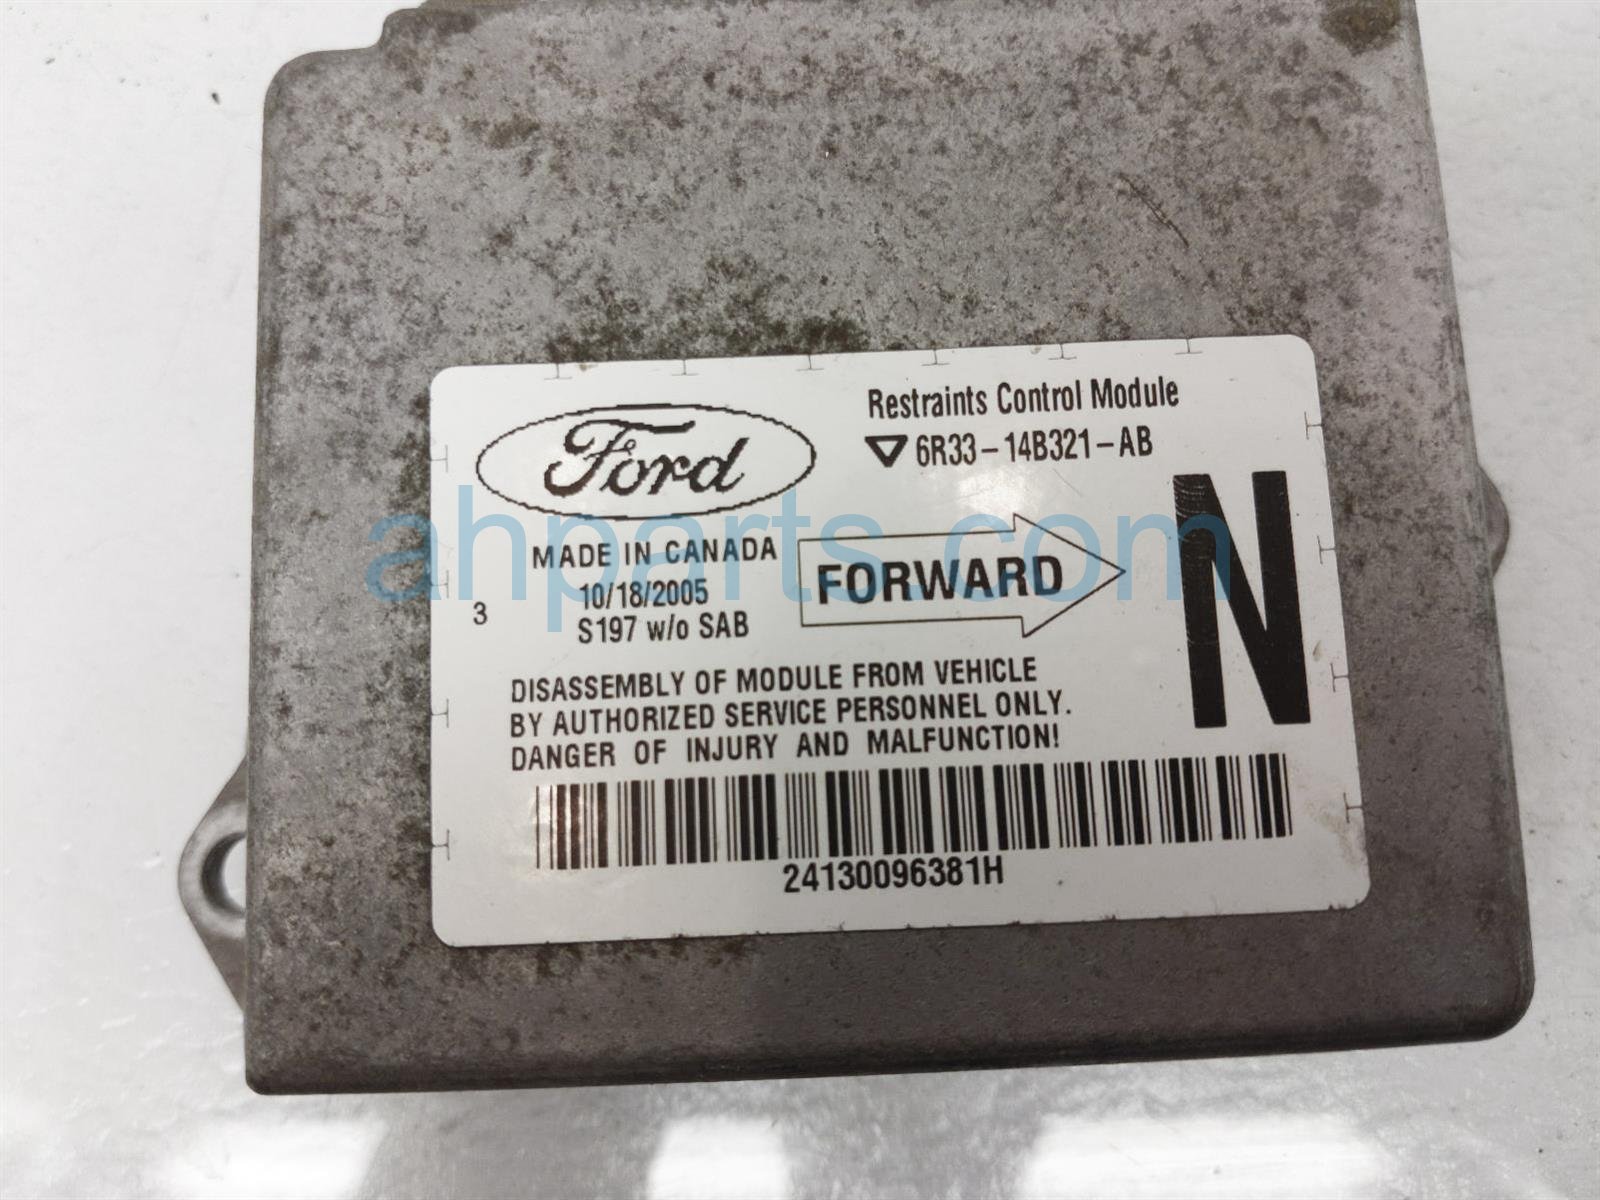 Ford
Restraints Control Module
6R33-14B321-AB
MADE IN CANADA
10/18/2005
S197 w/o SAB
3
FORWARD
N
DISASSEMBLY OF MODULE FROM VEHICLE
BY AUTHORIZED SERVICE PERSONNEL ONLY.
DANGER OF INJURY AND MALFUNCTION!
24130096381H
ahparts.com